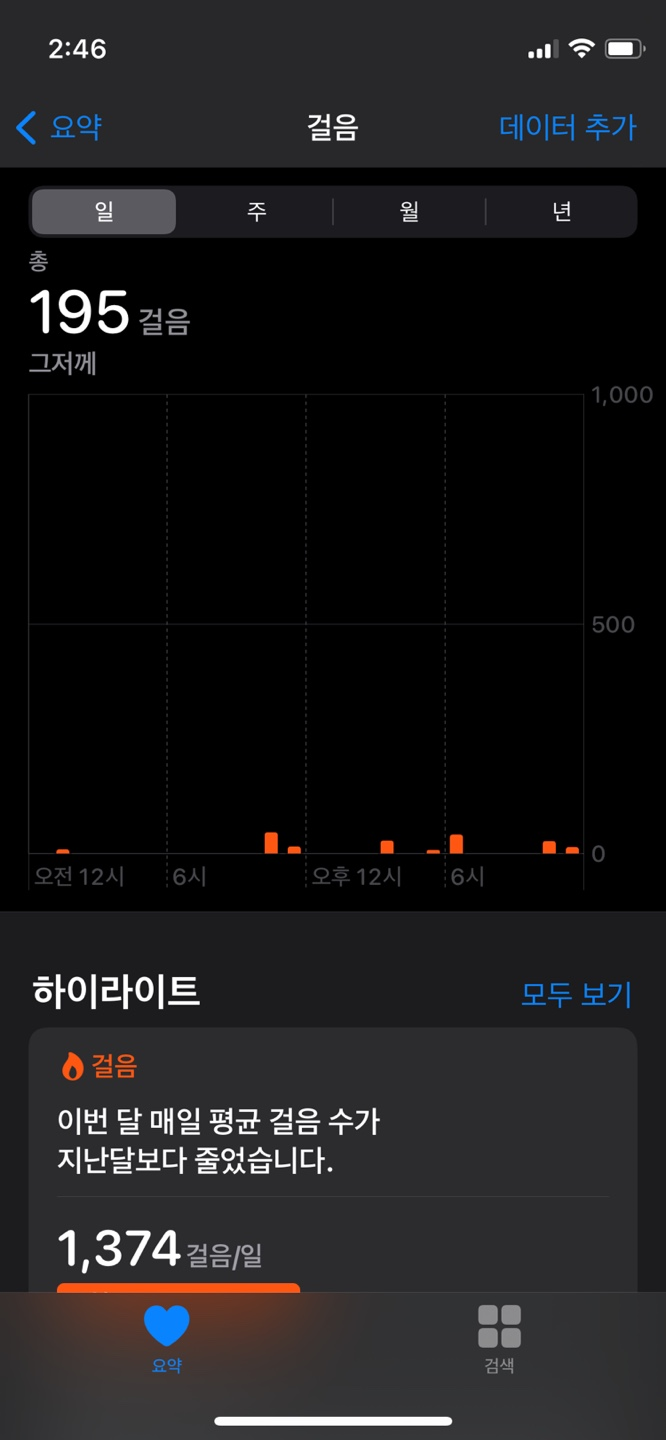 2:46
요약
걸음
데이터 추가
일
주
월
년
총
195 걸음
그저께
1,000
500
0
오전 12시
6시
오후 12시
6시
하이라이트
모두 보기
걸음
이번 달 매일 평균 걸음 수가
지난달보다 줄었습니다.
1,374 걸음/일
요약
검색